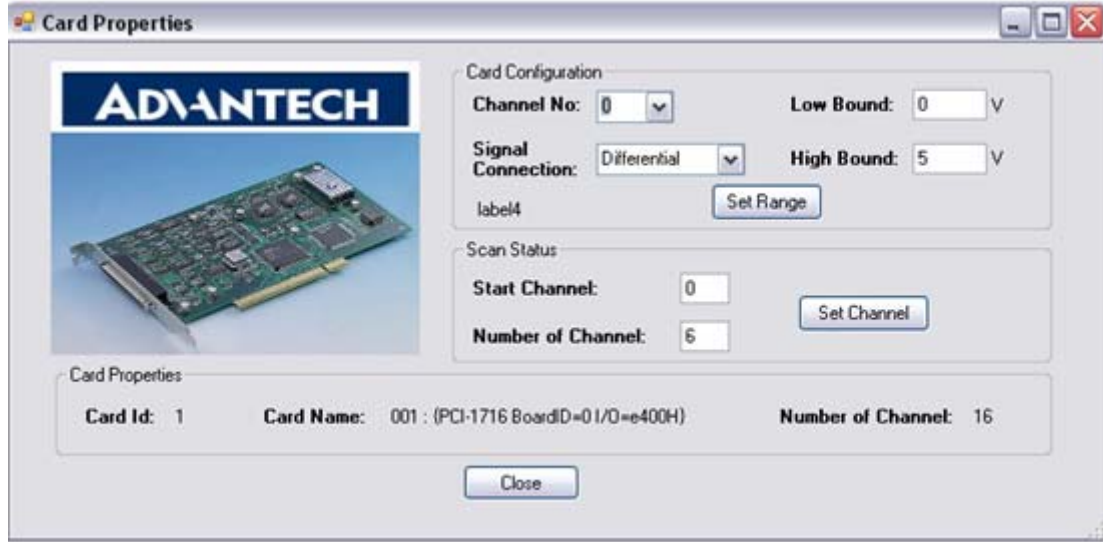 Card Properties
ADVANTECH
Card Configuration
Channel No: 0 Low Bound: 0 V
Signal Connection: Differential High Bound: 5 V
label4 Set Range
Scan Status
Start Channel: 0
Set Channel
Number of Channel: 6
Card Properties
Card Id: 1 Card Name: 001 : {PCI-1716 BoardID=0 I/O=e400H} Number of Channel: 16
Close